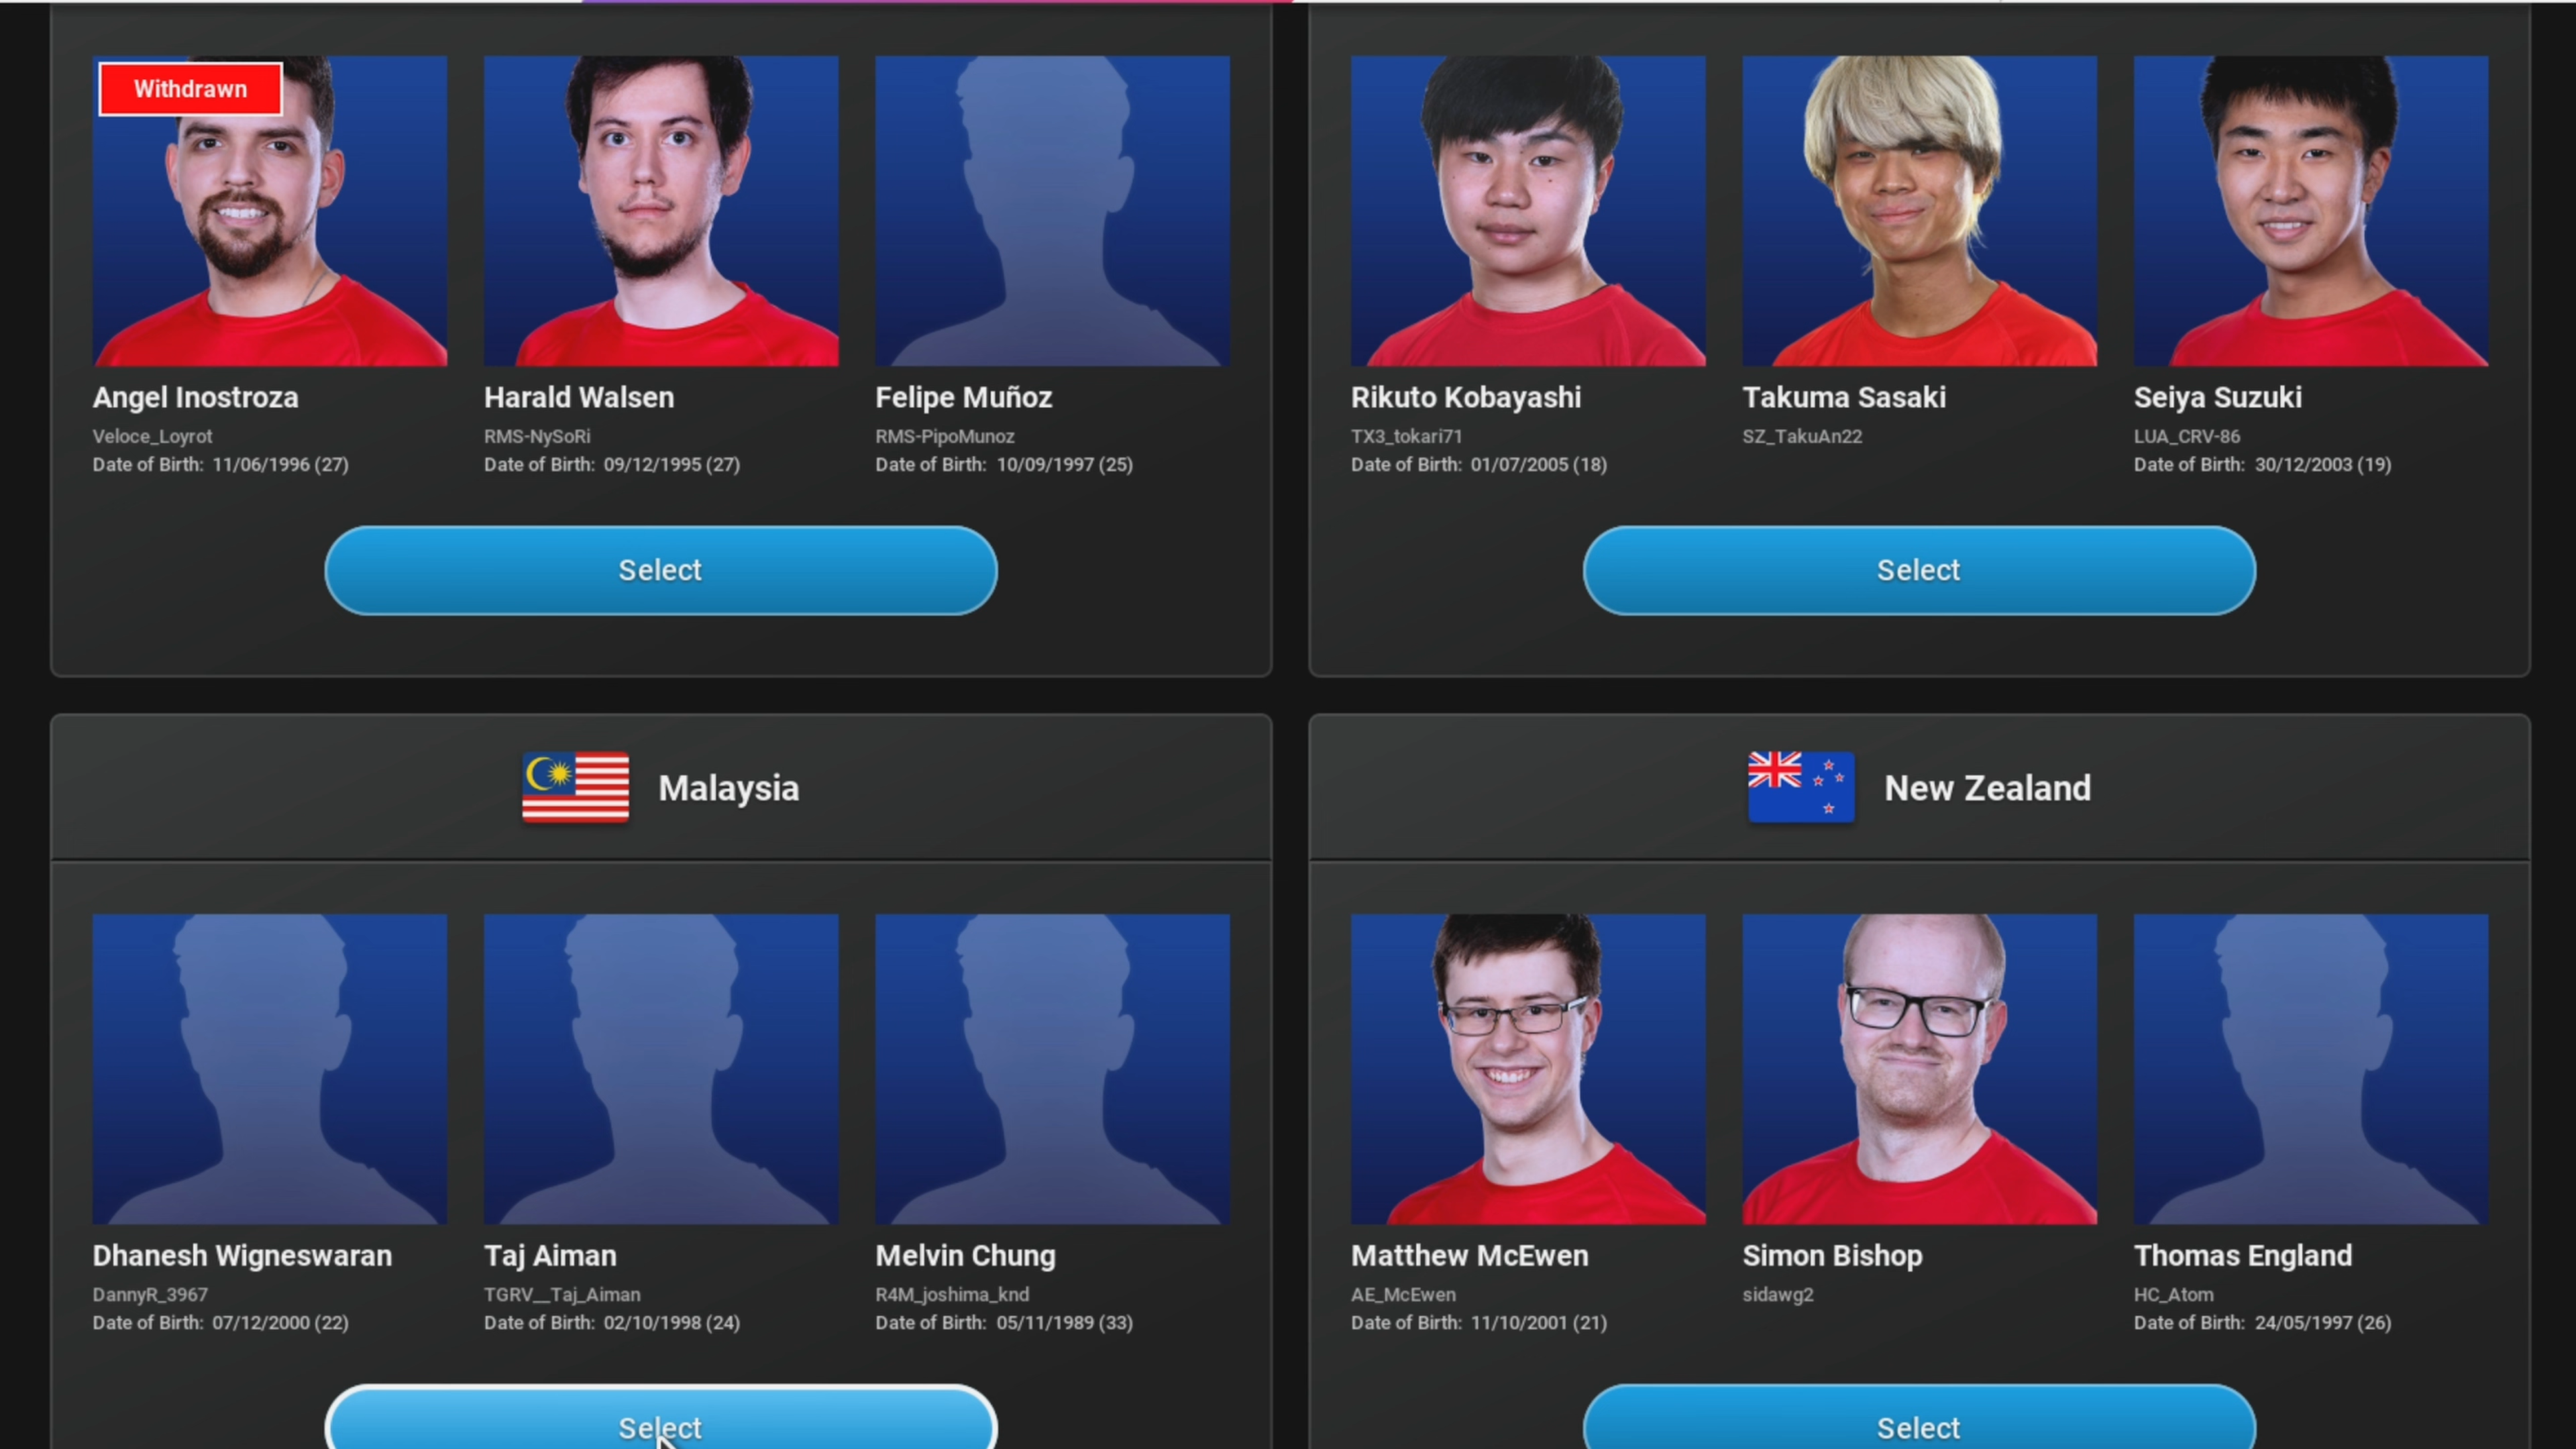 Withdrawn
Angel Inostroza
Veloce_Loyrot
Date of Birth: 11/06/1996 (27)
Harald Walsen
RMS-NySoRi
Date of Birth: 09/12/1995 (27)
Felipe Muñoz
RMS-PipoMunoz
Date of Birth: 10/09/1997 (25)
Select
Rikuto Kobayashi
TX3_tokari71
Date of Birth: 01/07/2005 (18)
Takuma Sasaki
SZ_TakuAn22
Seiya Suzuki
LUA_CRV-86
Date of Birth: 30/12/2003 (19)
Select
Malaysia
Dhanesh Wigneswaran
DannyR_3967
Date of Birth: 07/12/2000 (22)
Taj Aiman
TGRV__Taj_Aiman
Date of Birth: 02/10/1998 (24)
Melvin Chung
R4M_joshima_knd
Date of Birth: 05/11/1989 (33)
Select
New Zealand
Matthew McEwen
AE_McEwen
Date of Birth: 11/10/2001 (21)
Simon Bishop
sidawg2
Thomas England
HC_Atom
Date of Birth: 24/05/1997 (26)
Select